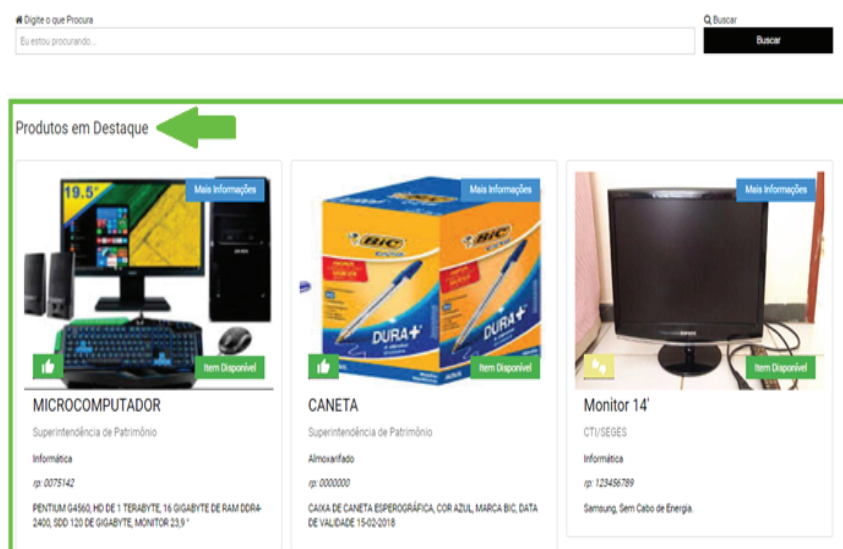 Digite o que Procura
Buscar
Eu estou procurando...
Buscar
Produtos em Destaque
19.5"
Mais Informações
Item Disponível
MICROCOMPUTADOR
Superintendência de Patrimônio
Informática
rp: 0075142
PENTIUM G4560, HD DE 1 TERABYTE, 16 GIGABYTE DE RAM DDR4-
2400, SDD 120 DE GIGABYTE, MONITOR 23,9 "
Mais Informações
BIC
BIC
DURA+
DURA+
Item Disponível
CANETA
Superintendência de Patrimônio
Almoxarifado
rp: 0000000
CAIXA DE CANETA ESPEROGRÁFICA, COR AZUL, MARCA BIC, DATA
DE VALIDADE 15-02-2018
Mais Informações
Item Disponível
Monitor 14'
CTI/SEGES
Informática
rp: 123456789
Samsung, Sem Cabo de Energia.